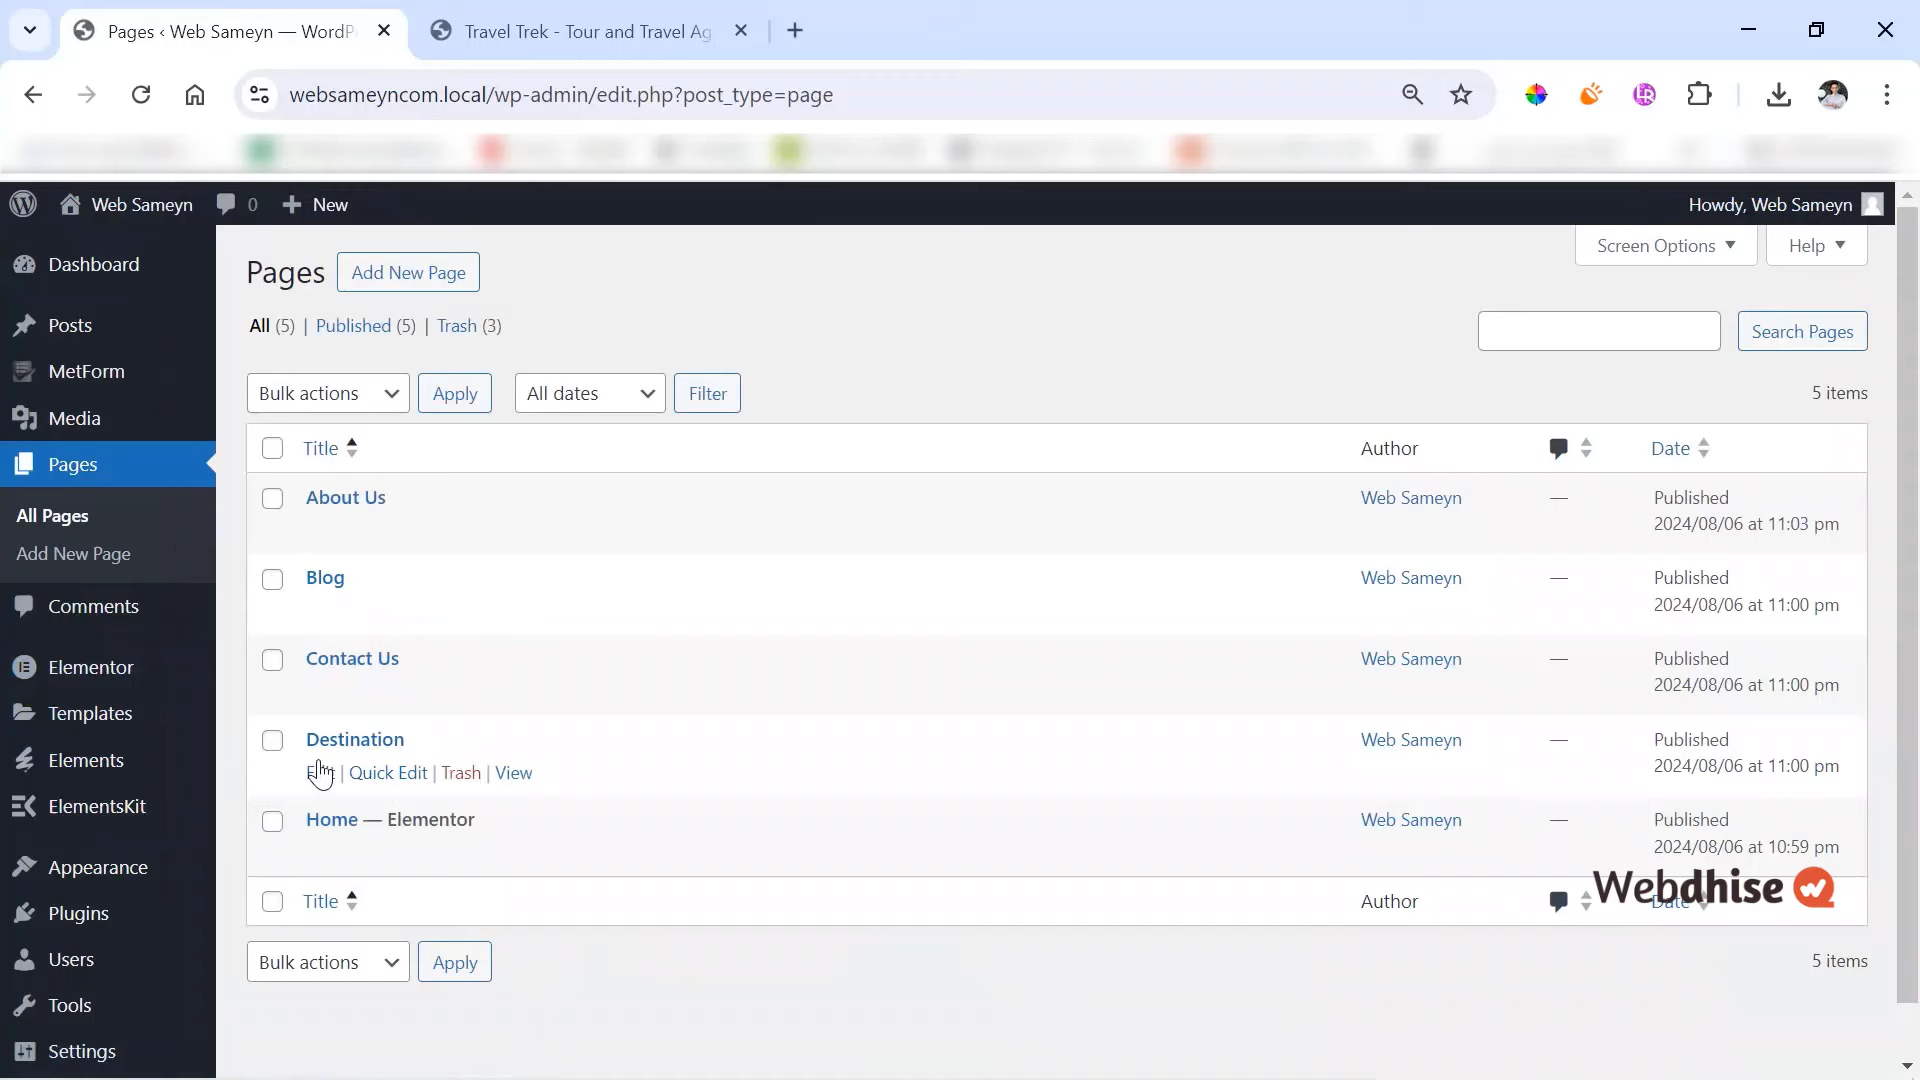 Pages ‹ Web Sameyn — WordP
Travel Trek - Tour and Travel Ag
websameyncom.local/wp-admin/edit.php?post_type=page
Web Sameyn
0
New
Howdy, Web Sameyn
Dashboard
Posts
MetForm
Media
Pages
All Pages
Add New Page
Comments
Elementor
Templates
Elements
ElementsKit
Appearance
Plugins
Users
Tools
Settings
Screen Options
Help
Pages
Add New Page
All (5) | Published (5) | Trash (3)
Search Pages
Bulk actions
Apply
All dates
Filter
5 items
Title
Author
Date
About Us
Web Sameyn
—
Published
2024/08/06 at 11:03 pm
Blog
Web Sameyn
—
Published
2024/08/06 at 11:00 pm
Contact Us
Web Sameyn
—
Published
2024/08/06 at 11:00 pm
Destination
| Quick Edit | Trash | View
Web Sameyn
—
Published
2024/08/06 at 11:00 pm
Home — Elementor
Web Sameyn
—
Published
2024/08/06 at 10:59 pm
Title
Author
Date
Webdhise
Bulk actions
Apply
5 items